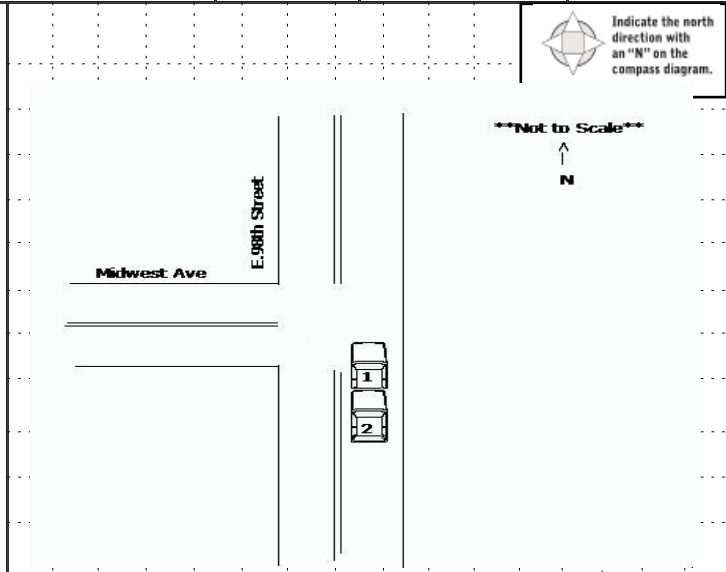 Indicate the north
direction with
an "N" on the
compass diagram.
**Not to Scale**
N
E.98th Street
Midwest Ave
1
2